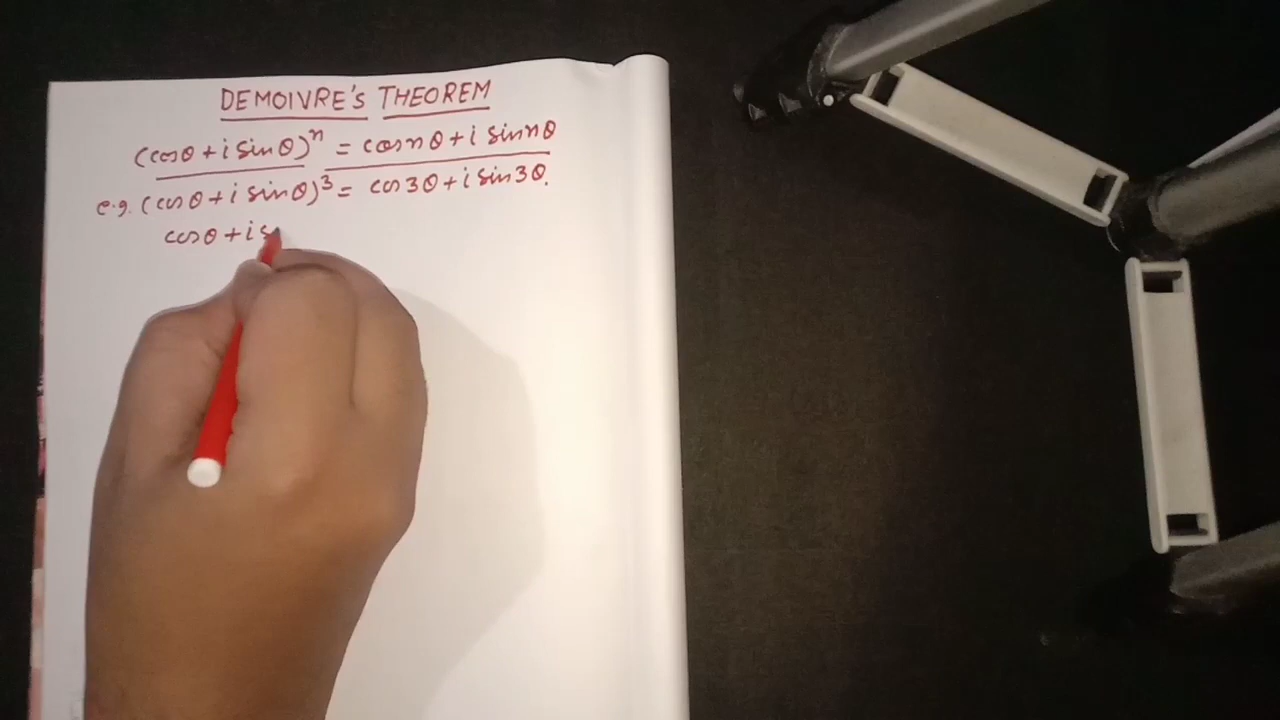 DEMOIVRE'S THEOREM
(cosθ + i sinθ)ⁿ = cosnθ + i sinnθ
e.g. (cosθ + i sinθ)³ = cos3θ + i sin3θ.
cosθ + i s